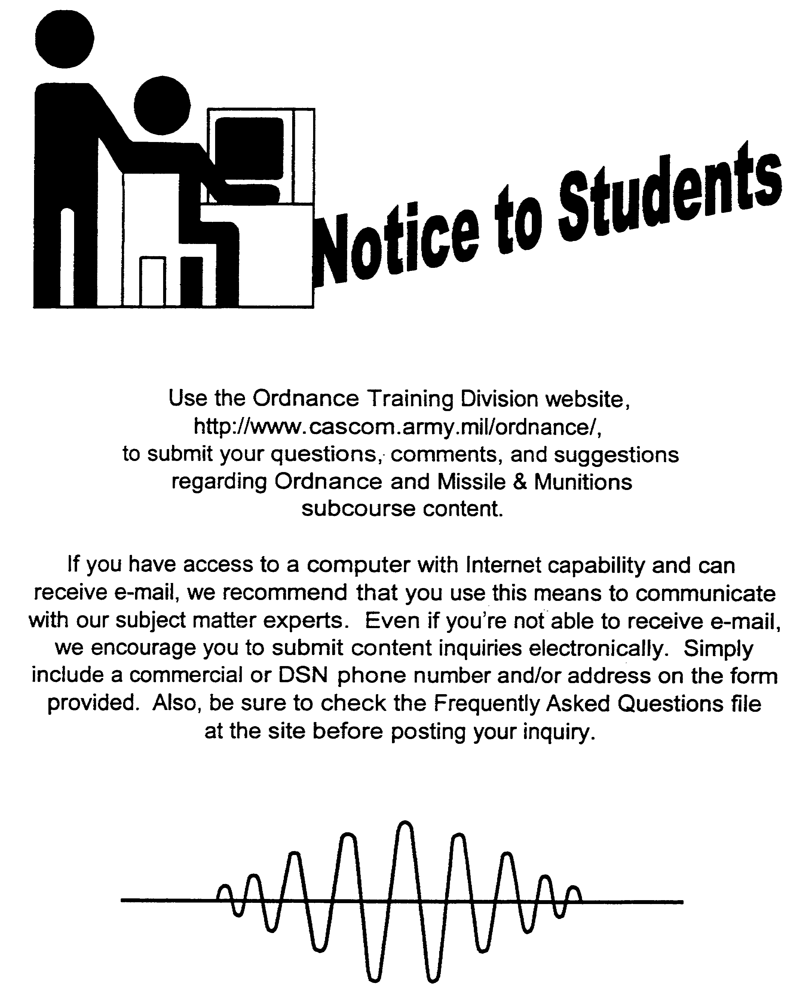 Notice to Students
Use the Ordnance Training Division website,
http://www.cascom.army.mil/ordnance/,
to submit your questions, comments, and suggestions
regarding Ordnance and Missile & Munitions
subcourse content.
If you have access to a computer with Internet capability and can
receive e-mail, we recommend that you use this means to communicate
with our subject matter experts. Even if you're not able to receive e-mail,
we encourage you to submit content inquiries electronically. Simply
include a commercial or DSN phone number and/or address on the form
provided. Also, be sure to check the Frequently Asked Questions file
at the site before posting your inquiry.